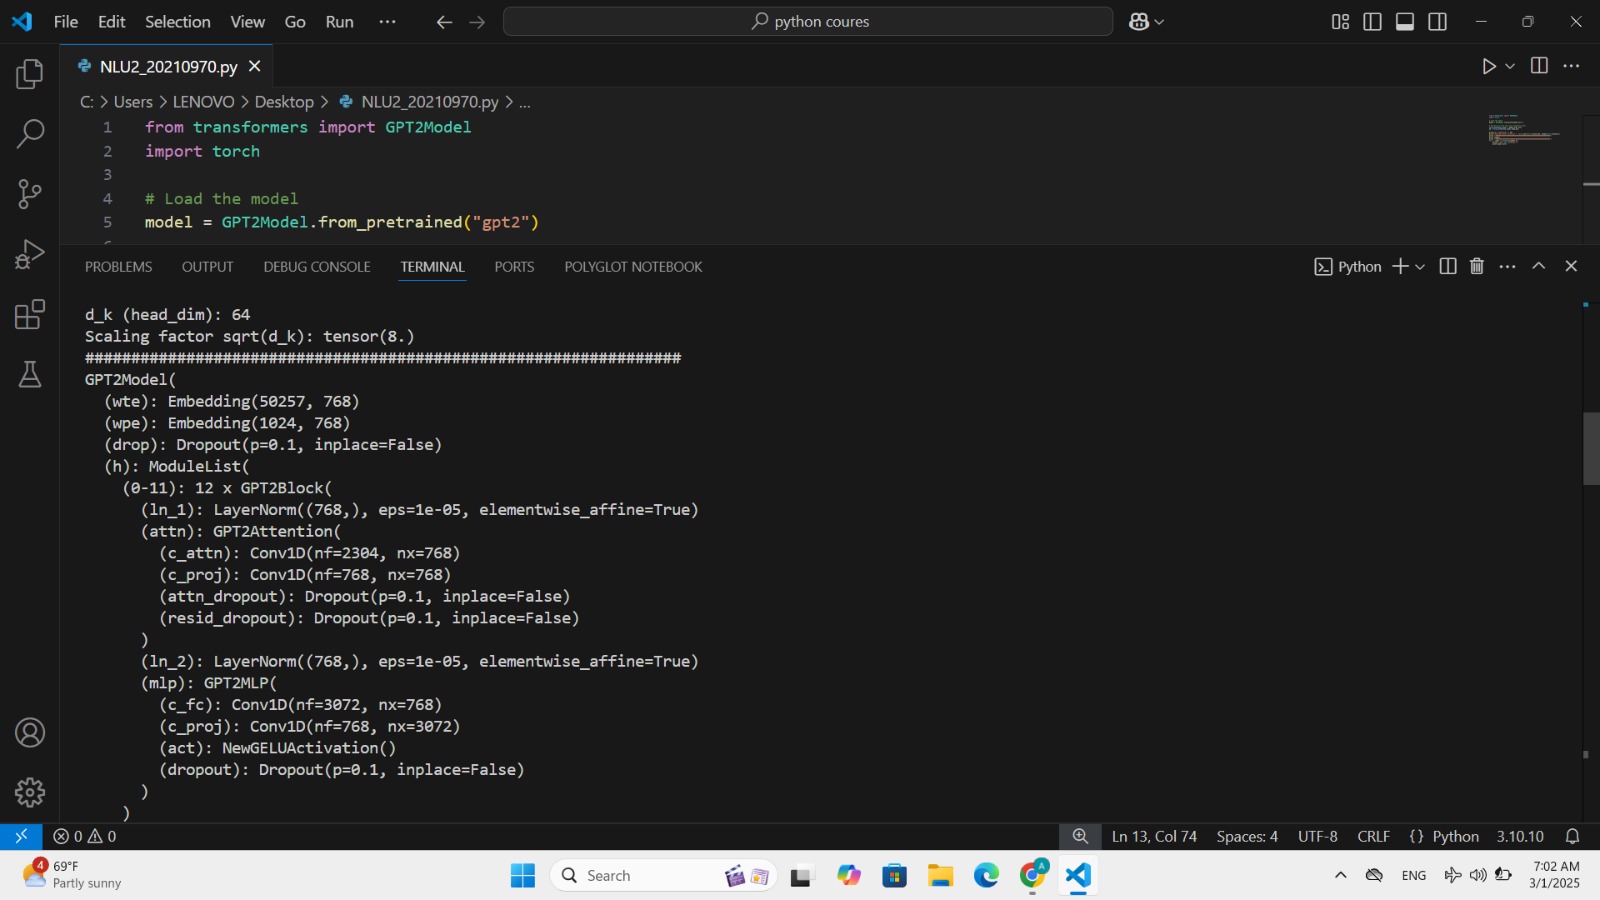 File Edit Selection View Go Run ··· python coures
NLU2_20210970.py
C: > Users > LENOVO > Desktop > NLU2_20210970.py > ...
1 from transformers import GPT2Model
2 import torch
3
4 # Load the model
5 model = GPT2Model.from_pretrained("gpt2")
PROBLEMS OUTPUT DEBUG CONSOLE TERMINAL PORTS POLYGLOT NOTEBOOK Python
d_k (head_dim): 64
Scaling factor sqrt(d_k): tensor(8.)
#################################################################
GPT2Model(
(wte): Embedding(50257, 768)
(wpe): Embedding(1024, 768)
(drop): Dropout(p=0.1, inplace=False)
(h): ModuleList(
(0-11): 12 x GPT2Block(
(ln_1): LayerNorm((768,), eps=1e-05, elementwise_affine=True)
(attn): GPT2Attention(
(c_attn): Conv1D(nf=2304, nx=768)
(c_proj): Conv1D(nf=768, nx=768)
(attn_dropout): Dropout(p=0.1, inplace=False)
(resid_dropout): Dropout(p=0.1, inplace=False)
)
(ln_2): LayerNorm((768,), eps=1e-05, elementwise_affine=True)
(mlp): GPT2MLP(
(c_fc): Conv1D(nf=3072, nx=768)
(c_proj): Conv1D(nf=768, nx=3072)
(act): NewGELUActivation()
(dropout): Dropout(p=0.1, inplace=False)
)
)
0 0 Ln 13, Col 74 Spaces: 4 UTF-8 CRLF {} Python 3.10.10
4 69°F
Partly sunny
Search
A
ENG
7:02 AM
3/1/2025